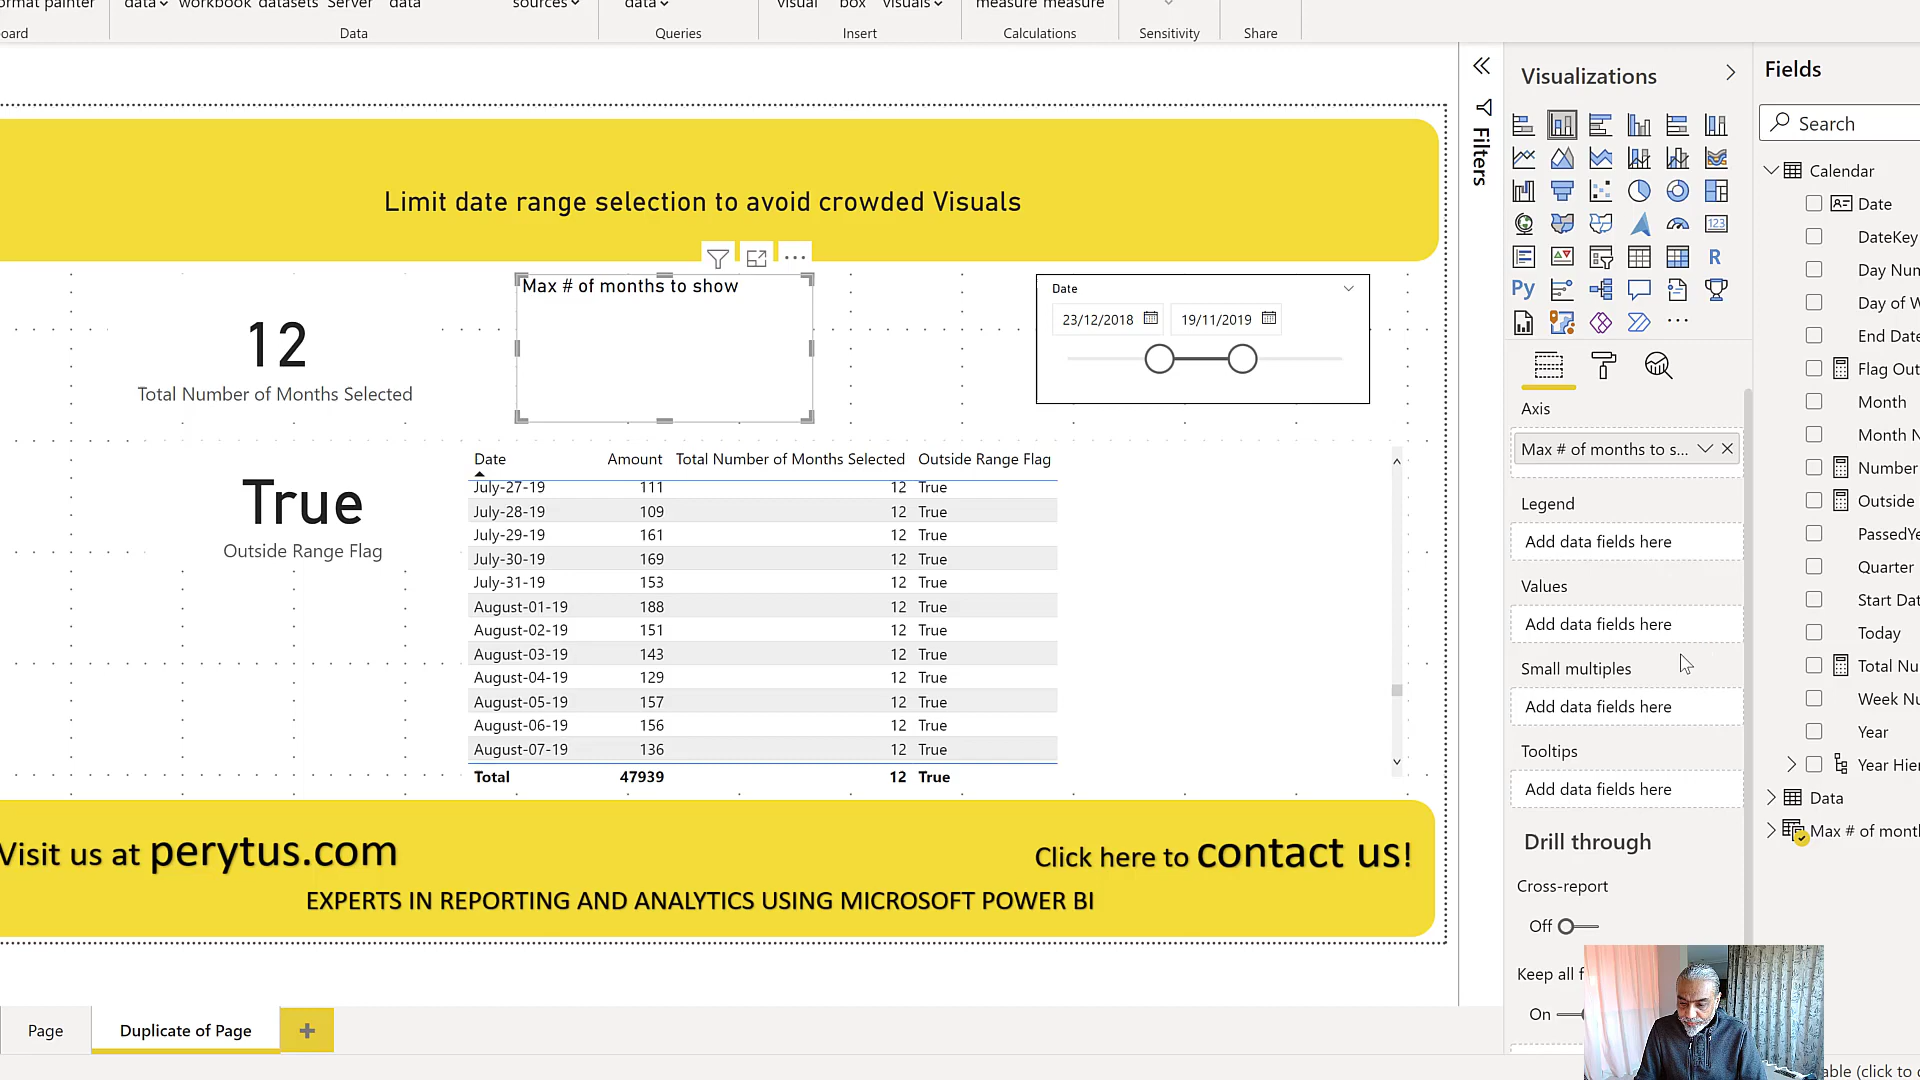 ormat painter
data
workbook datasets Server
data
sources
data
visual
box
visuals
measure measure
oard
Data
Queries
Insert
Calculations
Sensitivity
Share
Limit date range selection to avoid crowded Visuals
12
Total Number of Months Selected
Max # of months to show
Date
23/12/2018
19/11/2019
True
Outside Range Flag
Date Amount Total Number of Months Selected Outside Range Flag
July-27-19 111 12 True
July-28-19 109 12 True
July-29-19 161 12 True
July-30-19 169 12 True
July-31-19 153 12 True
August-01-19 188 12 True
August-02-19 151 12 True
August-03-19 143 12 True
August-04-19 129 12 True
August-05-19 157 12 True
August-06-19 156 12 True
August-07-19 136 12 True
Total 47939 12 True
Visit us at perytus.com
Click here to contact us!
EXPERTS IN REPORTING AND ANALYTICS USING MICROSOFT POWER BI
Page
Duplicate of Page
Filters
Visualizations
123
R
Py
Axis
Max # of months to s...
Legend
Add data fields here
Values
Add data fields here
Small multiples
Add data fields here
Tooltips
Add data fields here
Drill through
Cross-report
Off
Keep all f
On
Fields
Search
Calendar
Date
DateKey
Day Num
Day of W
End Date
Flag Out
Month
Month N
Number
Outside
PassedYe
Quarter
Start Dat
Today
Total Nu
Week Nu
Year
Year Hier
Data
Max # of month
able (click to c